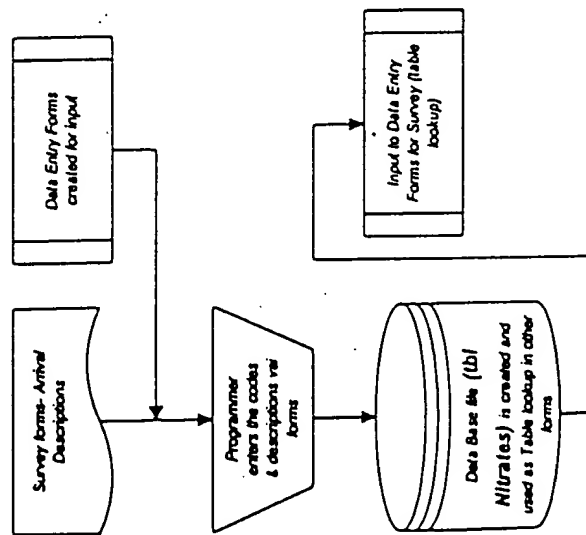 Survey forms- Arrival
Descriptions
Data Entry Forms
created for input
Programmer
enters the codes
& descriptions vai
forms
Data Base file (tbl
Nitrates) is created and
used as Table lookup in other
forms
Input to Data Entry
Forms for Survey (table
lookup)